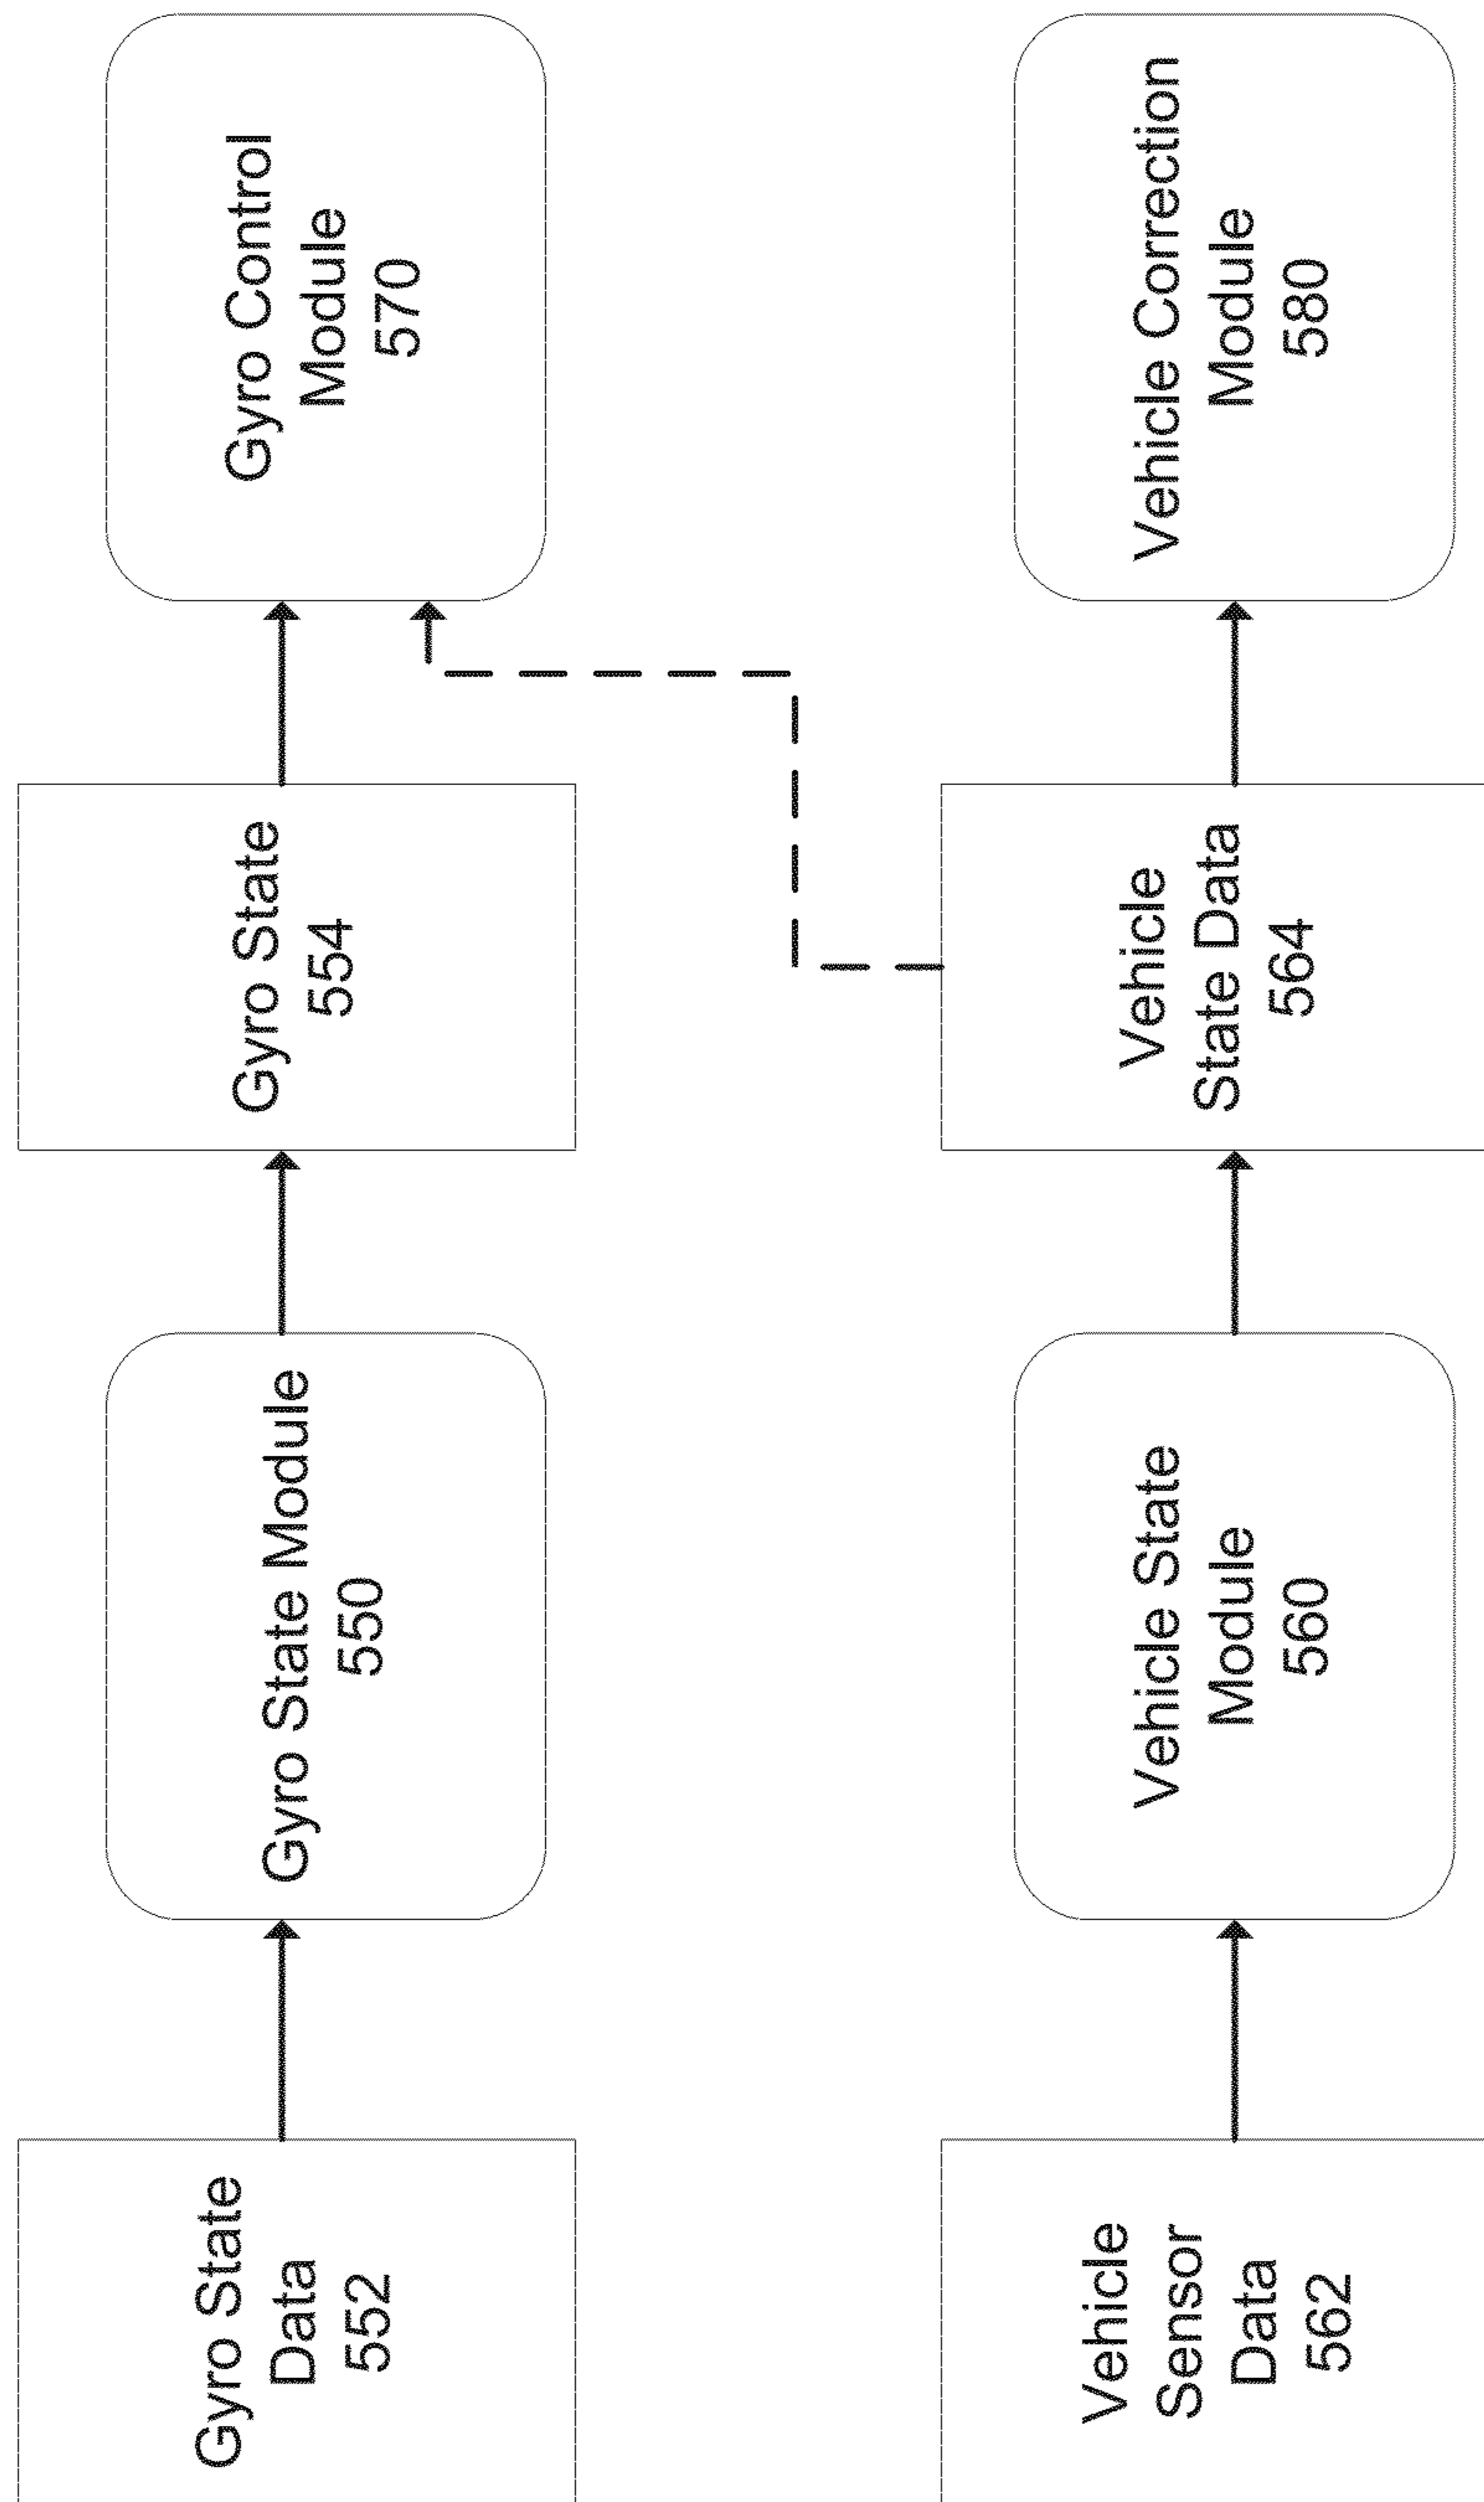 Gyro State
Data
552
Gyro State Module
550
Gyro State
554
Gyro Control
Module
570
Vehicle
Sensor
Data
562
Vehicle State
Module
560
Vehicle
State Data
564
Vehicle Correction
Module
580